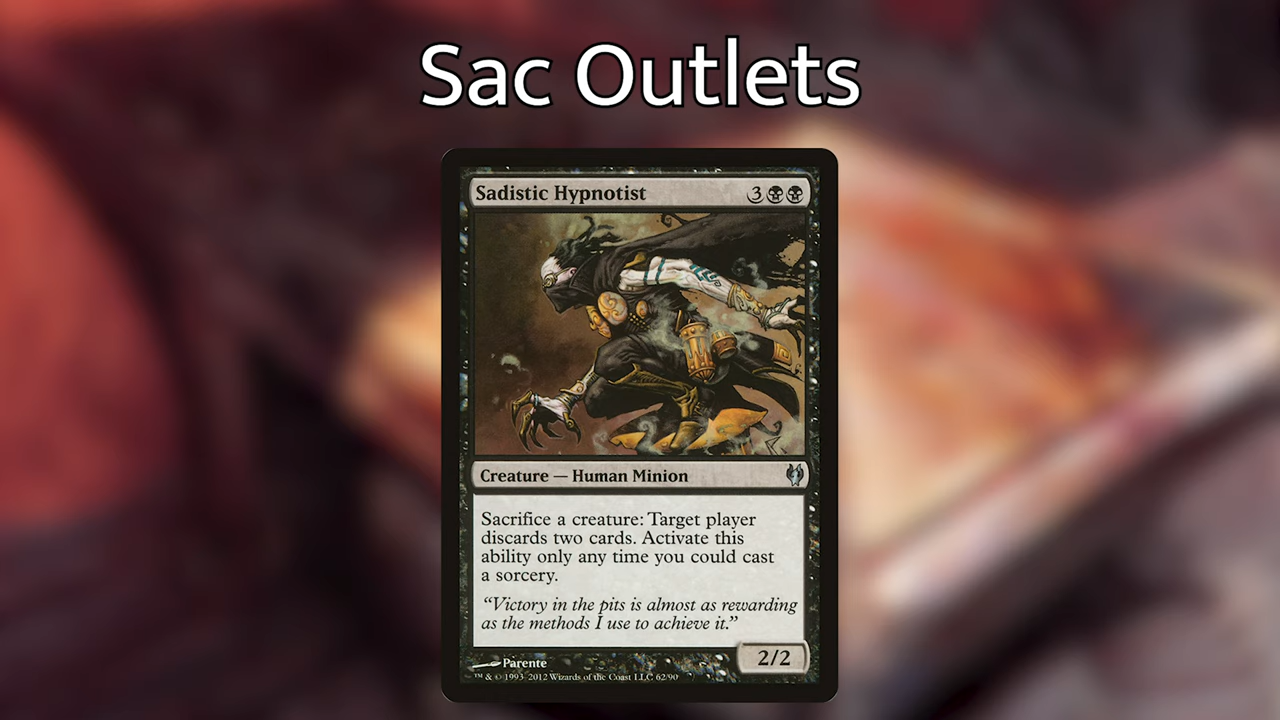 Sac Outlets
Sadistic Hypnotist 3
Creature — Human Minion
Sacrifice a creature: Target player
discards two cards. Activate this
ability only any time you could cast
a sorcery.
“Victory in the pits is almost as rewarding
as the methods I use to achieve it.”
2/2
Parente
™ & © 1993–2012 Wizards of the Coast LLC 62/90